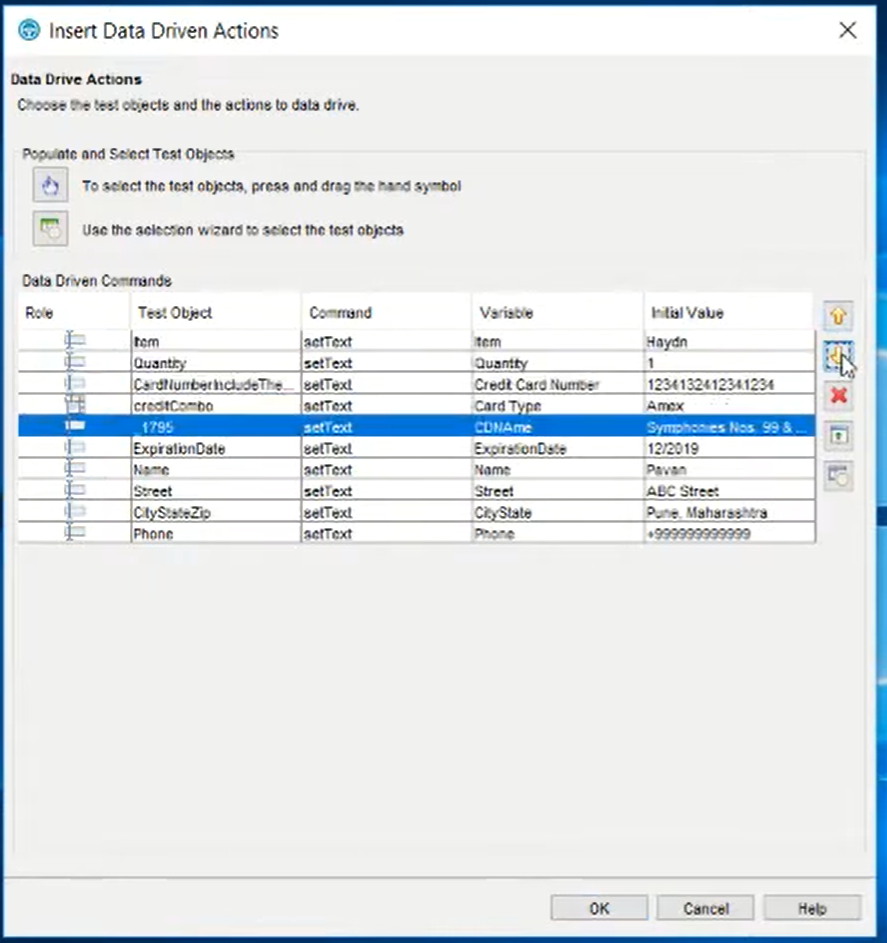 Insert Data Driven Actions
Data Drive Actions
Choose the test objects and the actions to data drive.
Populate and Select Test Objects
To select the test objects, press and drag the hand symbol
Use the selection wizard to select the test objects
Data Driven Commands
Role Test Object Command Variable Initial Value
Item setText Item Haydn
Quantity setText Quantity 1
CardNumberIncludeThe... setText Credit Card Number 1234132412341234
creditCombo setText Card Type Amex
_1795 setText CDNAme Symphonies Nos. 99 & ...
ExpirationDate setText ExpirationDate 12/2019
Name setText Name Pavan
Street setText Street ABC Street
CityStateZip setText CityState Pune, Maharashtra
Phone setText Phone +999999999999
OK Cancel Help